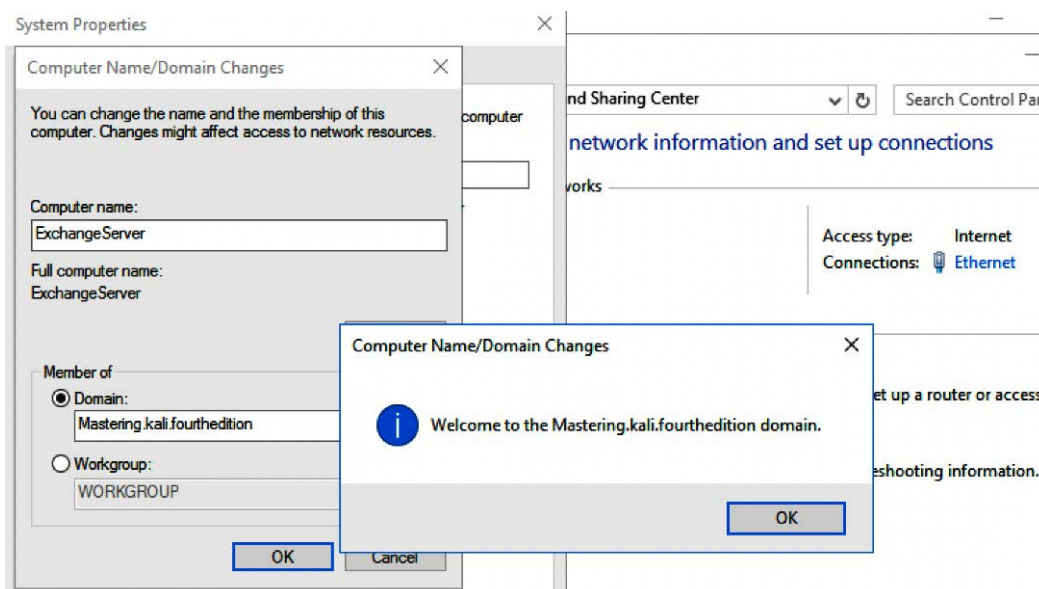 System Properties
Computer Name/Domain Changes
You can change the name and the membership of this
computer. Changes might affect access to network resources.
Computer name:
ExchangeServer
Full computer name:
ExchangeServer
Member of
Domain:
Mastering.kali.fourthedition
Workgroup:
WORKGROUP
OK
Cancel
computer
Computer Name/Domain Changes
Welcome to the Mastering.kali.fourthedition domain.
OK
nd Sharing Center
Search Control Par
network information and set up connections
works
Access type: Internet
Connections: Ethernet
et up a router or access
eshooting information.